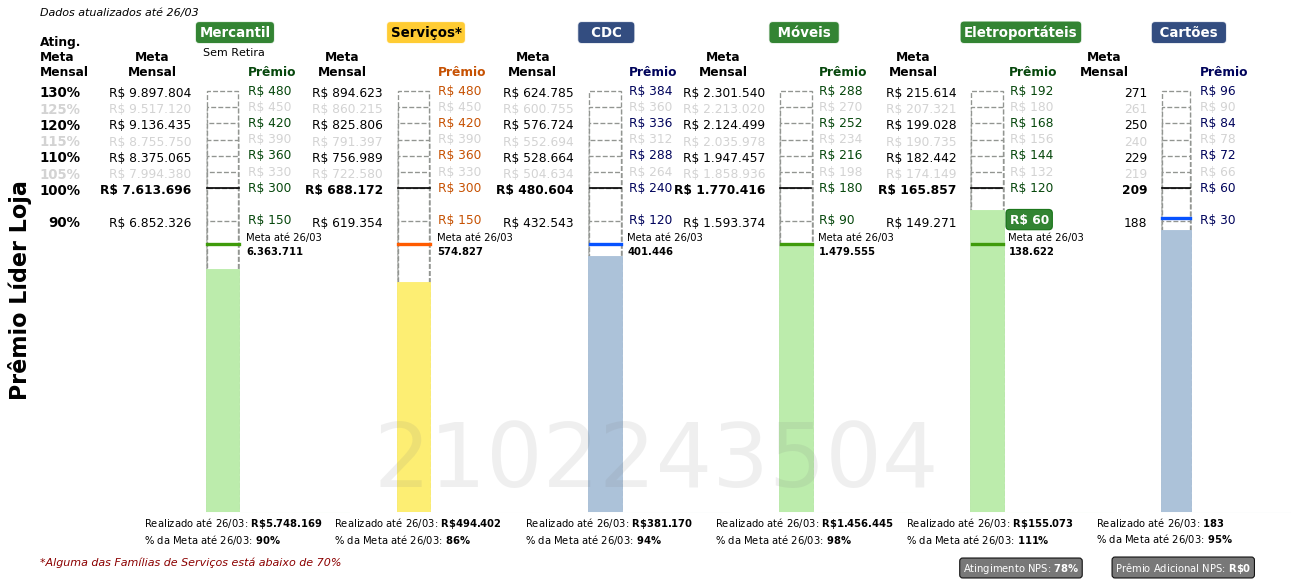 Dados atualizados até 26/03
Mercantil Serviços* CDC Móveis Eletroportáteis Cartões
Sem Retira
Ating. Meta Mensal Meta Mensal Prêmio Meta Mensal Prêmio Meta Mensal Prêmio Meta Mensal Prêmio Meta Mensal Prêmio Meta Mensal Prêmio
130% R$ 9.897.804 R$ 480 R$ 894.623 R$ 480 R$ 624.785 R$ 384 R$ 2.301.540 R$ 288 R$ 215.614 R$ 192 271 R$ 96
125% R$ 9.517.120 R$ 450 R$ 860.215 R$ 450 R$ 600.755 R$ 360 R$ 2.213.020 R$ 270 R$ 207.321 R$ 180 261 R$ 90
120% R$ 9.136.435 R$ 420 R$ 825.806 R$ 420 R$ 576.724 R$ 336 R$ 2.124.499 R$ 252 R$ 199.028 R$ 168 250 R$ 84
115% R$ 8.755.750 R$ 390 R$ 791.397 R$ 390 R$ 552.694 R$ 312 R$ 2.035.978 R$ 234 R$ 190.735 R$ 156 240 R$ 78
110% R$ 8.375.065 R$ 360 R$ 756.989 R$ 360 R$ 528.664 R$ 288 R$ 1.947.457 R$ 216 R$ 182.442 R$ 144 229 R$ 72
105% R$ 7.994.380 R$ 330 R$ 722.580 R$ 330 R$ 504.634 R$ 264 R$ 1.858.936 R$ 198 R$ 174.149 R$ 132 219 R$ 66
100% R$ 7.613.696 R$ 300 R$ 688.172 R$ 300 R$ 480.604 R$ 240 R$ 1.770.416 R$ 180 R$ 165.857 R$ 120 209 R$ 60
90% R$ 6.852.326 R$ 150 R$ 619.354 R$ 150 R$ 432.543 R$ 120 R$ 1.593.374 R$ 90 R$ 149.271 R$ 60 188 R$ 30
Meta até 26/03 Meta até 26/03 Meta até 26/03 Meta até 26/03 Meta até 26/03
6.363.711 574.827 401.446 1.479.555 138.622
Prêmio Líder Loja
2102243504
Realizado até 26/03: R$5.748.169 Realizado até 26/03: R$494.402 Realizado até 26/03: R$381.170 Realizado até 26/03: R$1.456.445 Realizado até 26/03: R$155.073 Realizado até 26/03: 183
% da Meta até 26/03: 90% % da Meta até 26/03: 86% % da Meta até 26/03: 94% % da Meta até 26/03: 98% % da Meta até 26/03: 111% % da Meta até 26/03: 95%
*Alguma das Famílias de Serviços está abaixo de 70%
Atingimento NPS: 78% Prêmio Adicional NPS: R$0